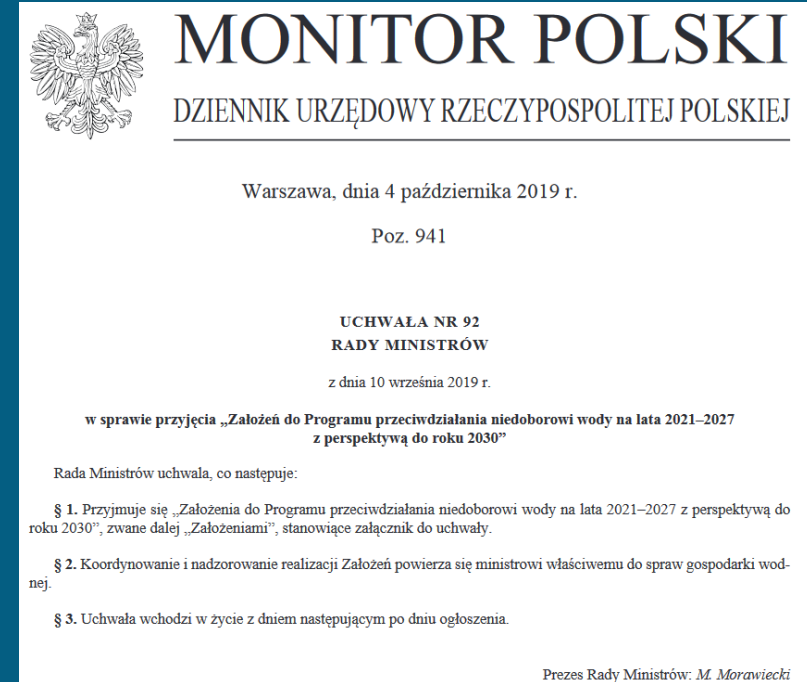 MONITOR POLSKI
DZIENNIK URZĘDOWY RZECZYPOSPOLITEJ POLSKIEJ
Warszawa, dnia 4 października 2019 r.
Poz. 941
UCHWAŁA NR 92
RADY MINISTRÓW
z dnia 10 września 2019 r.
w sprawie przyjęcia „Założeń do Programu przeciwdziałania niedoborowi wody na lata 2021–2027
z perspektywą do roku 2030”
Rada Ministrów uchwala, co następuje:
§ 1. Przyjmuje się „Założenia do Programu przeciwdziałania niedoborowi wody na lata 2021–2027 z perspektywą do
roku 2030”, zwane dalej „Założeniami”, stanowiące załącznik do uchwały.
§ 2. Koordynowanie i nadzorowanie realizacji Założeń powierza się ministrowi właściwemu do spraw gospodarki wod-
nej.
§ 3. Uchwała wchodzi w życie z dniem następującym po dniu ogłoszenia.
Prezes Rady Ministrów: M. Morawiecki